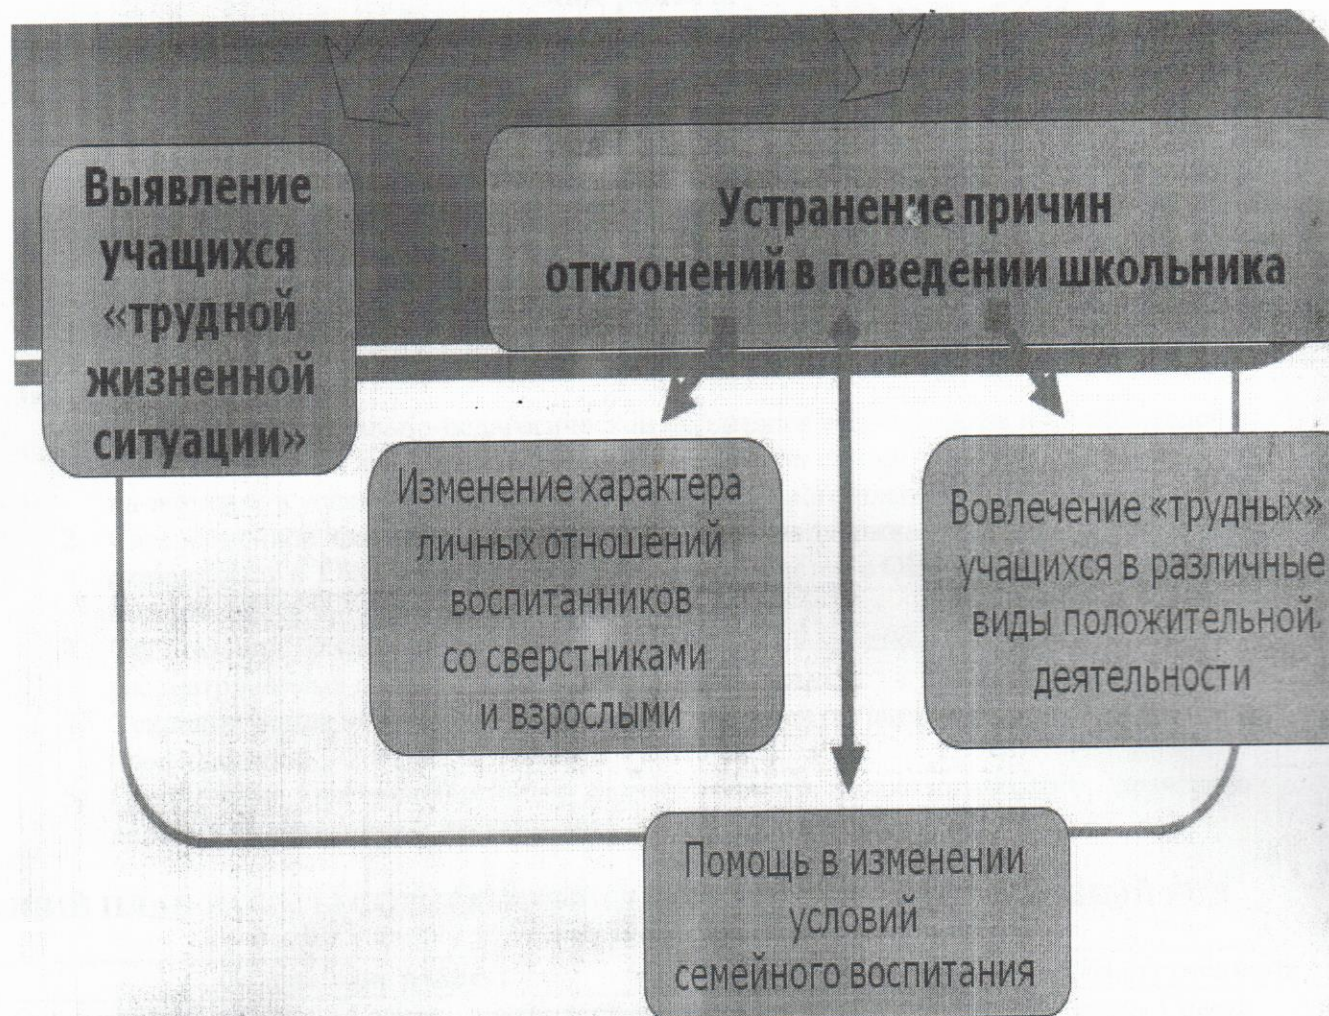 Выявление
учащихся
«трудной
жизненной
ситуации»
Устранение причин
отклонений в поведении школьника
Изменение характера
личных отношений
воспитанников
со сверстниками
и взрослыми
Вовлечение «трудных»
учащихся в различные
виды положительной
деятельности
Помощь в изменении
условий
семейного воспитания